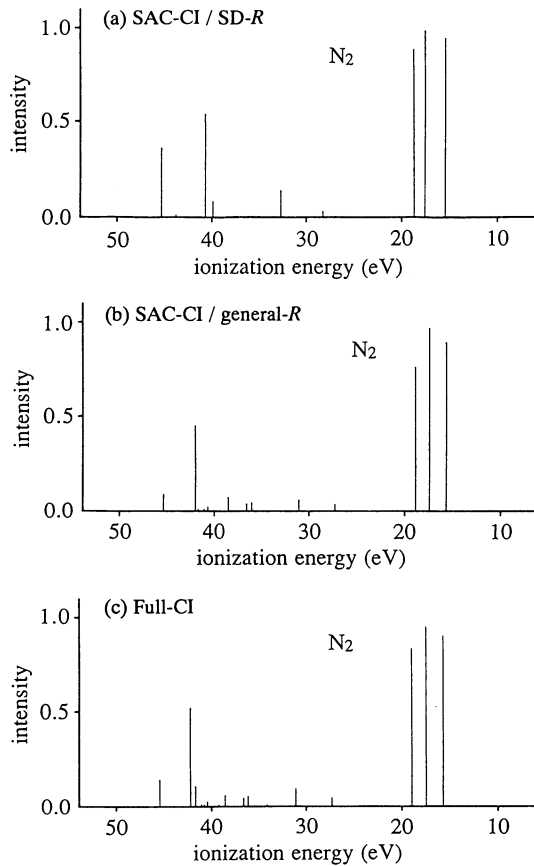 (a) SAC-CI / SD-R
N2
1.0
0.5
0.0
intensity
50 40 30 20 10
ionization energy (eV)
(b) SAC-CI / general-R
N2
1.0
0.5
0.0
intensity
50 40 30 20 10
ionization energy (eV)
(c) Full-CI
N2
1.0
0.5
0.0
intensity
50 40 30 20 10
ionization energy (eV)